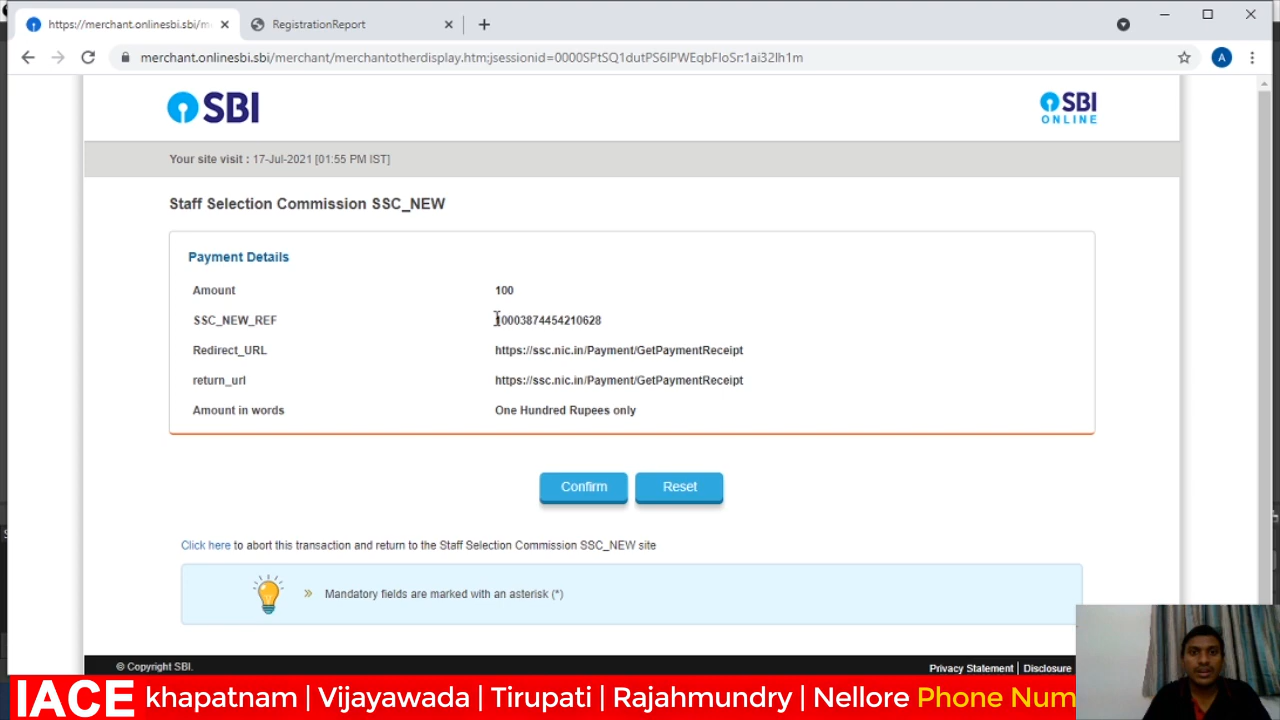 https://merchant.onlinesbi.sbi/m
RegistrationReport
merchant.onlinesbi.sbi/merchant/merchantotherdisplay.htm;jsessionid=0000SPtSQ1dutPS6IPWEqbFIoSr:1ai32lh1m
A
SBI
SBI
ONLINE
Your site visit : 17-Jul-2021 [01:55 PM IST]
Staff Selection Commission SSC_NEW
Payment Details
Amount 100
SSC_NEW_REF 10003874454210628
Redirect_URL https://ssc.nic.in/Payment/GetPaymentReceipt
return_url https://ssc.nic.in/Payment/GetPaymentReceipt
Amount in words One Hundred Rupees only
Confirm Reset
Click here to abort this transaction and return to the Staff Selection Commission SSC_NEW site
» Mandatory fields are marked with an asterisk (*)
© Copyright SBI. Privacy Statement | Disclosure
IACE khapatnam | Vijayawada | Tirupati | Rajahmundry | Nellore Phone Num